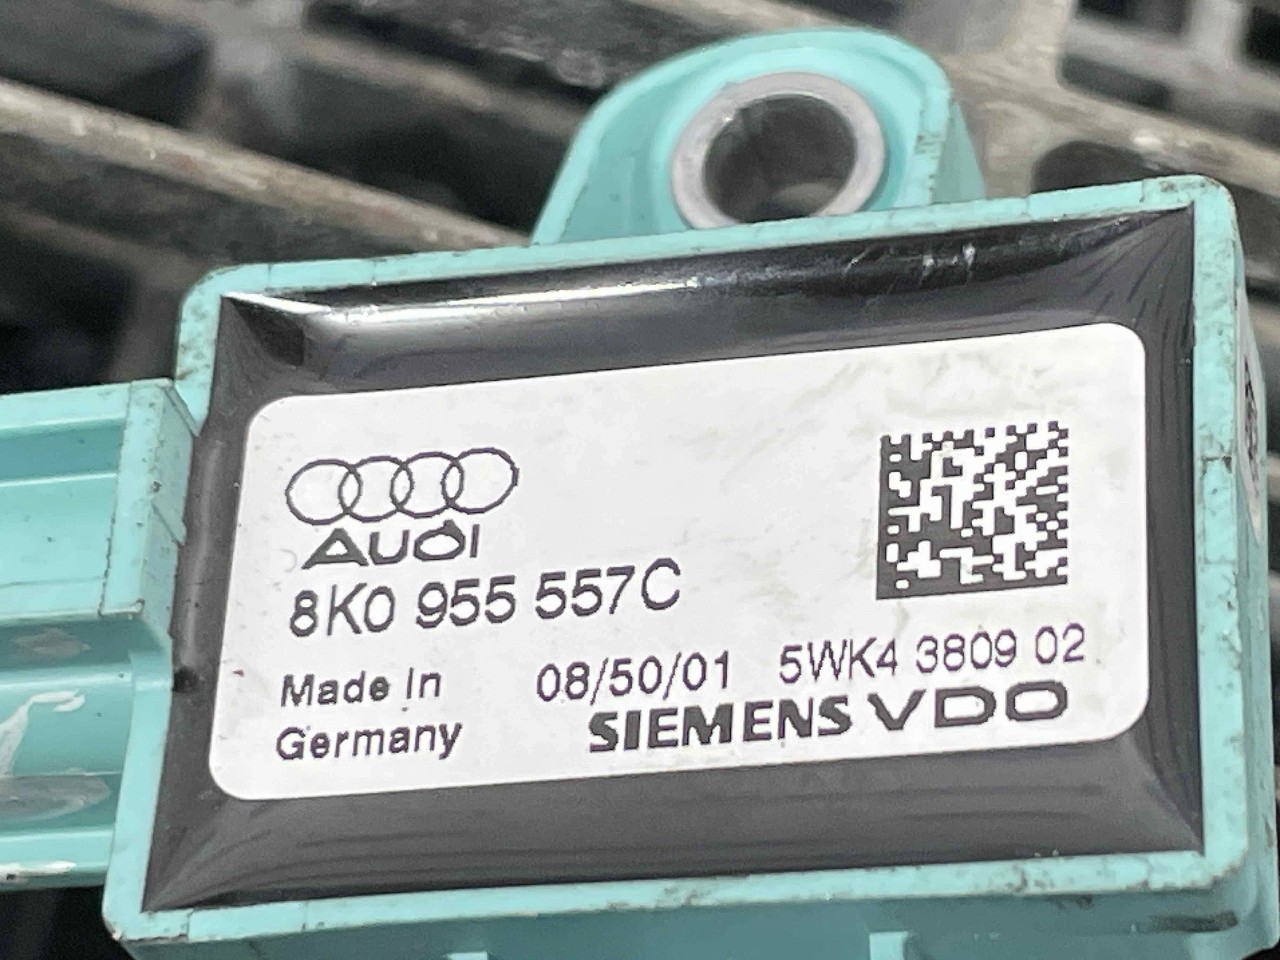 AUDI
8K0 955 557C
Made in Germany
08/50/01 5WK4 3809 02
SIEMENS VDO